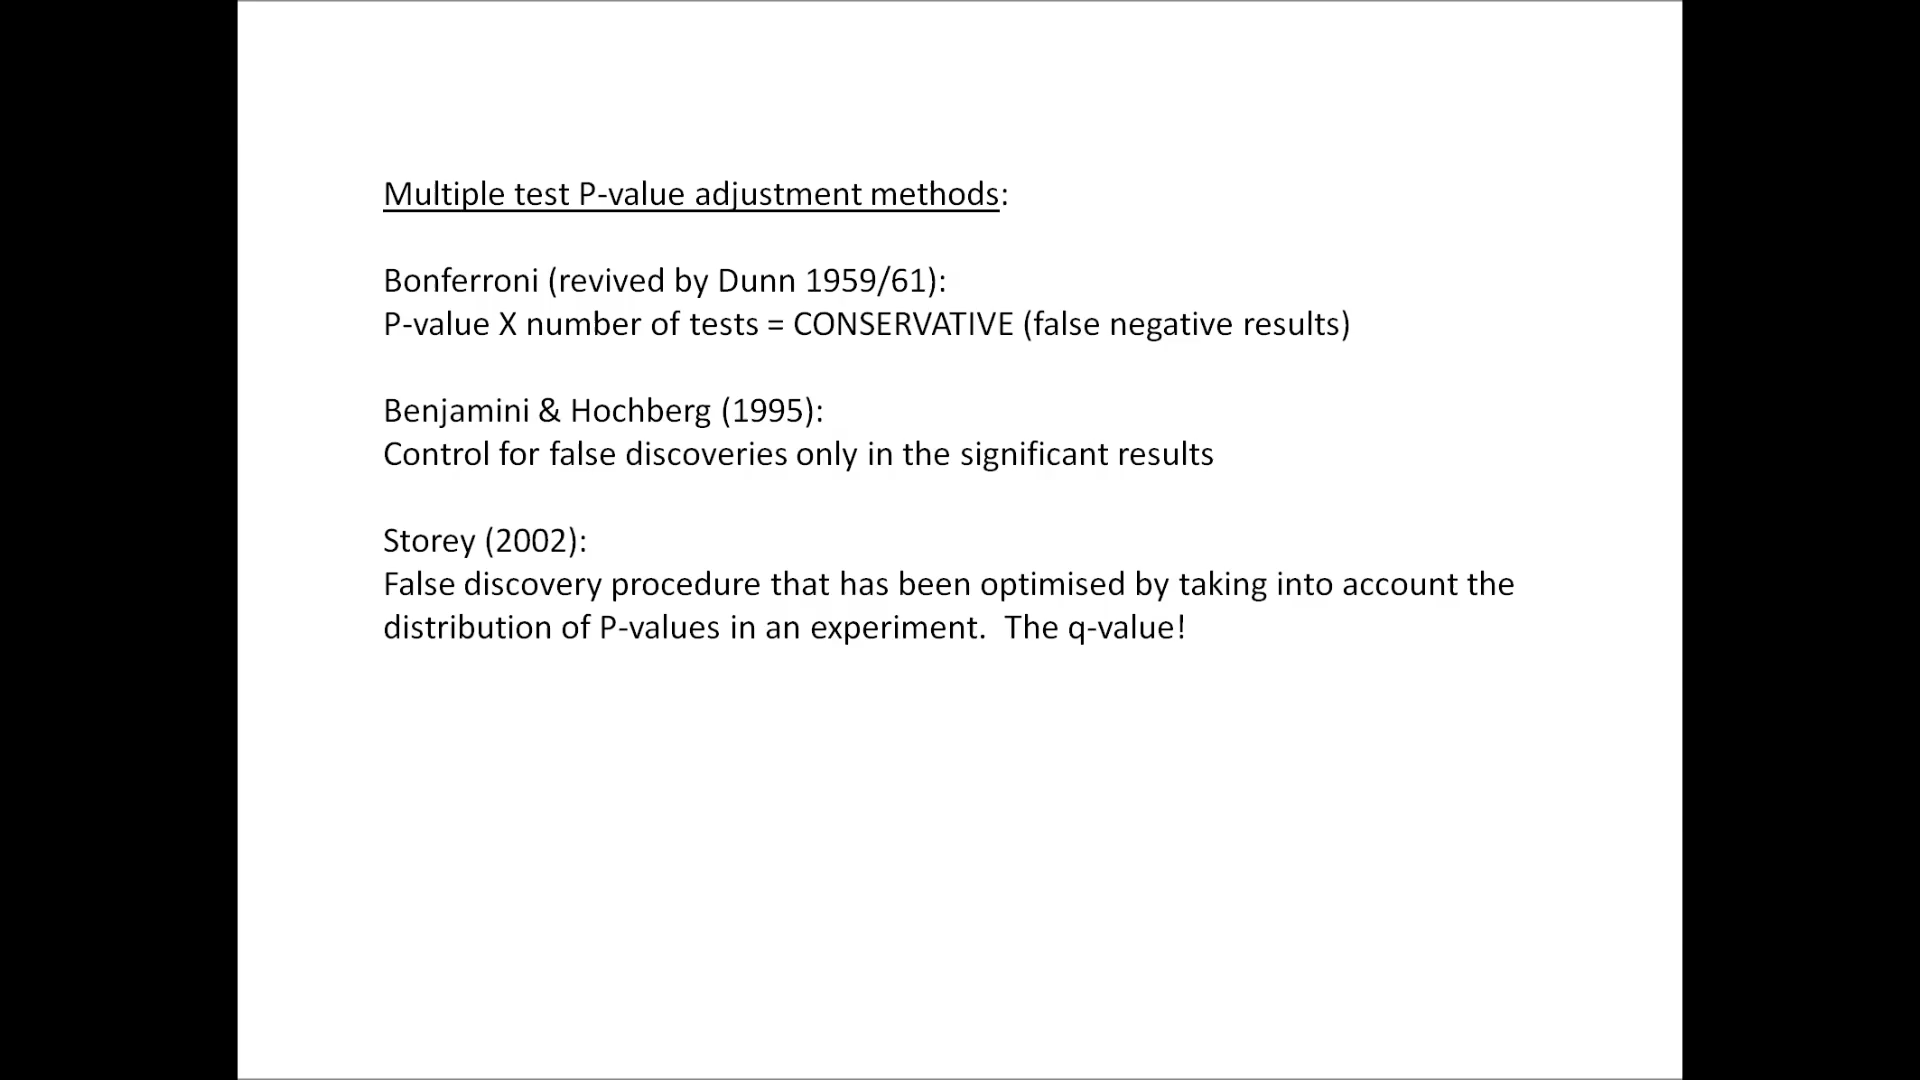 Multiple test P-value adjustment methods:
Bonferroni (revived by Dunn 1959/61):
P-value X number of tests = CONSERVATIVE (false negative results)
Benjamini & Hochberg (1995):
Control for false discoveries only in the significant results
Storey (2002):
False discovery procedure that has been optimised by taking into account the
distribution of P-values in an experiment.  The q-value!